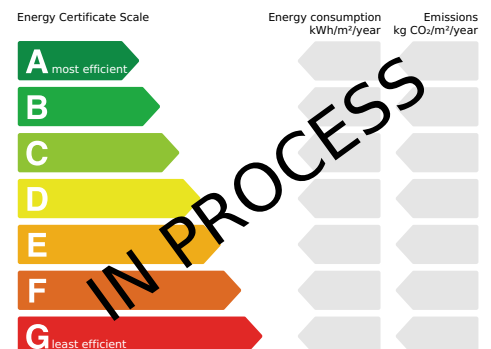 Energy Certificate Scale
Energy consumption
kWh/m²/year
Emissions
kg CO₂/m²/year
A most efficient
B
C
D
E
F
G least efficient
IN PROCESS